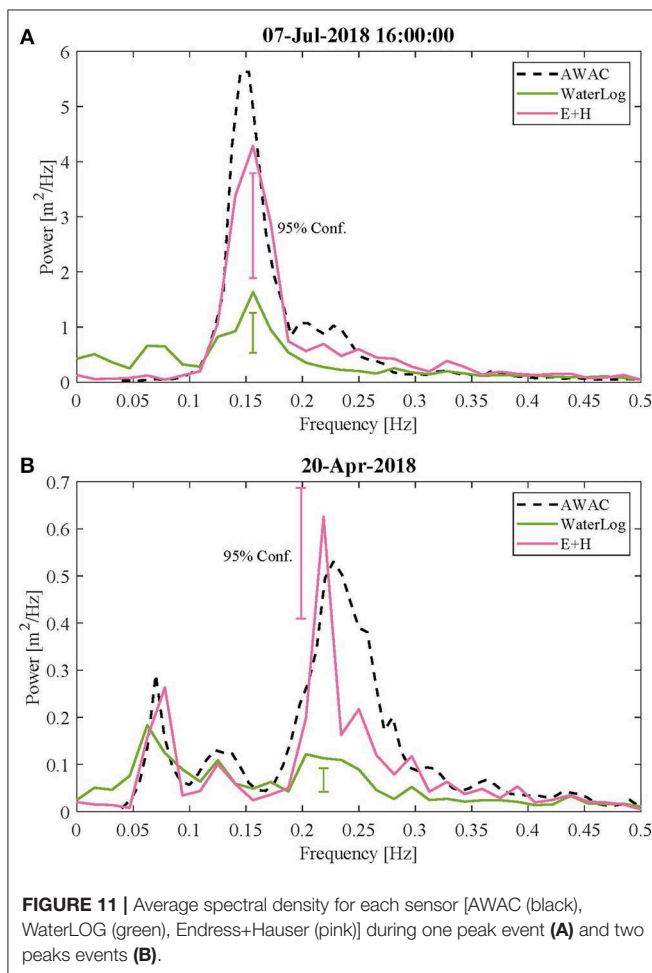 A
07-Jul-2018 16:00:00
AWAC
WaterLog
E+H
95% Conf.
Power [m²/Hz]
6
5
4
3
2
1
0
0 0.05 0.1 0.15 0.2 0.25 0.3 0.35 0.4 0.45 0.5
Frequency [Hz]
B
20-Apr-2018
AWAC
WaterLog
E+H
95% Conf.
Power [m²/Hz]
0.7
0.6
0.5
0.4
0.3
0.2
0.1
0
0 0.05 0.1 0.15 0.2 0.25 0.3 0.35 0.4 0.45 0.5
Frequency [Hz]
FIGURE 11 | Average spectral density for each sensor [AWAC (black),
WaterLOG (green), Endress+Hauser (pink)] during one peak event (A) and two
peaks events (B).